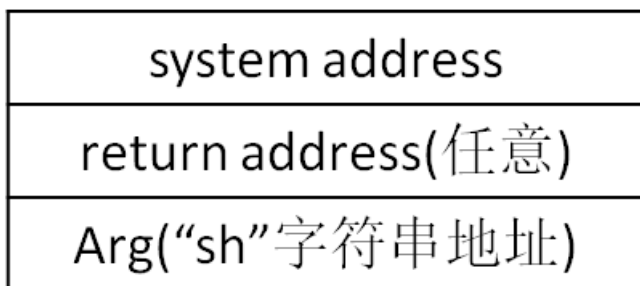 system address
return address(任意)
Arg(“sh”字符串地址)